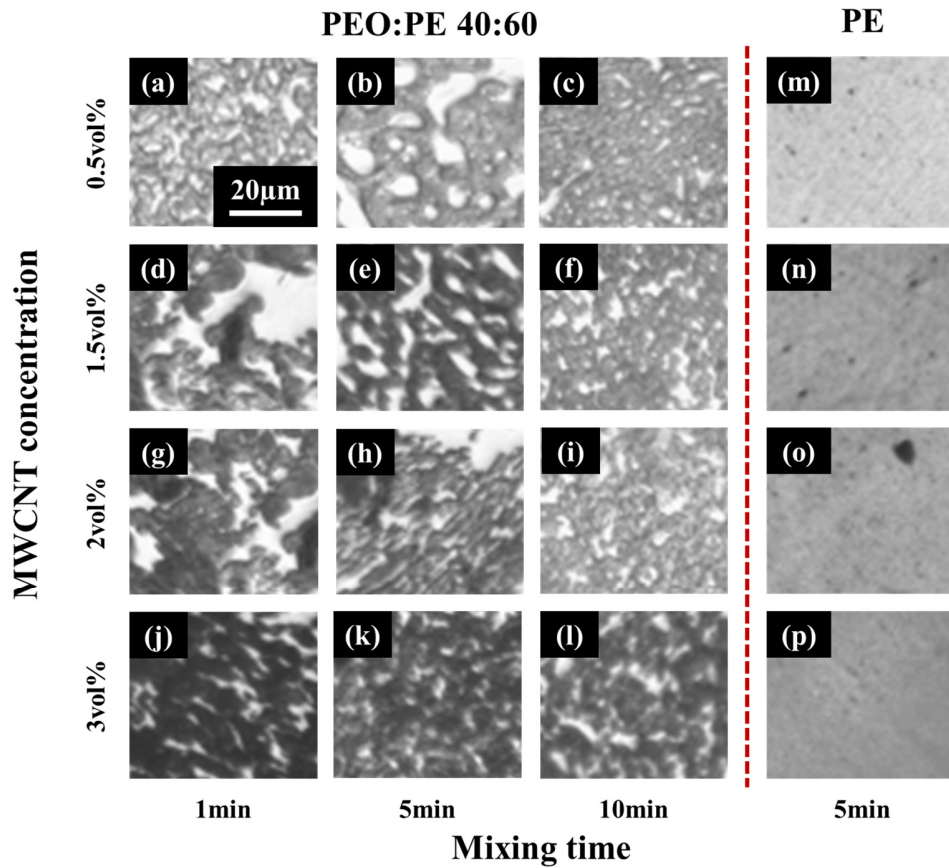 PEO:PE 40:60
PE
MWCNT concentration
0.5vol%
(a)
20μm
(b)
(c)
(m)
1.5vol%
(d)
(e)
(f)
(n)
2vol%
(g)
(h)
(i)
(o)
3vol%
(j)
(k)
(l)
(p)
1min
5min
10min
5min
Mixing time